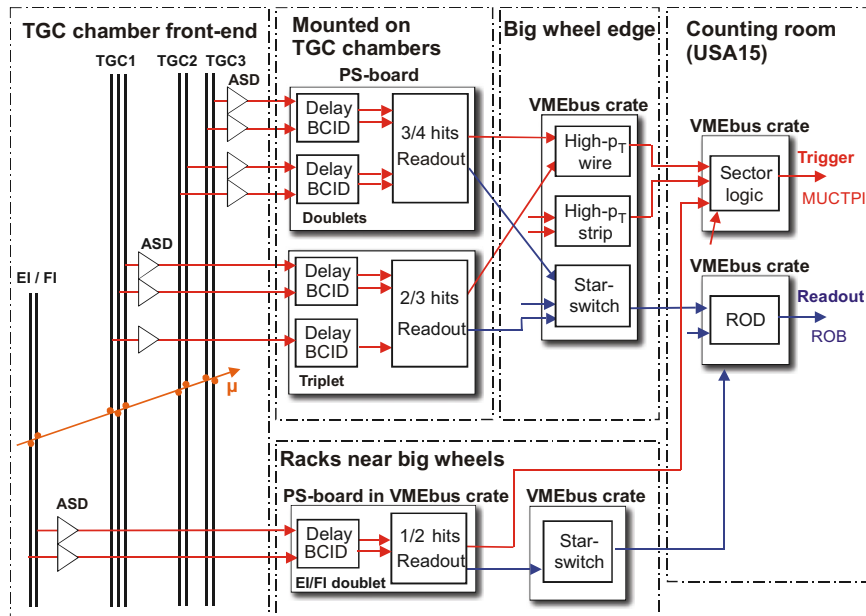 TGC chamber front-end
TGC1
TGC2
TGC3
ASD
EI / FI
ASD
μ
ASD
Mounted on
TGC chambers
PS-board
Delay
BCID
Delay
BCID
3/4 hits
Readout
Doublets
Delay
BCID
Delay
BCID
2/3 hits
Readout
Triplet
Big wheel edge
VMEbus crate
High-pT
wire
High-pT
strip
Star-
switch
Counting room
(USA15)
VMEbus crate
Sector
logic
Trigger
MUCTPI
VMEbus crate
ROD
Readout
ROB
Racks near big wheels
PS-board in VMEbus crate
Delay
BCID
1/2 hits
Readout
EI/FI doublet
VMEbus crate
Star-
switch